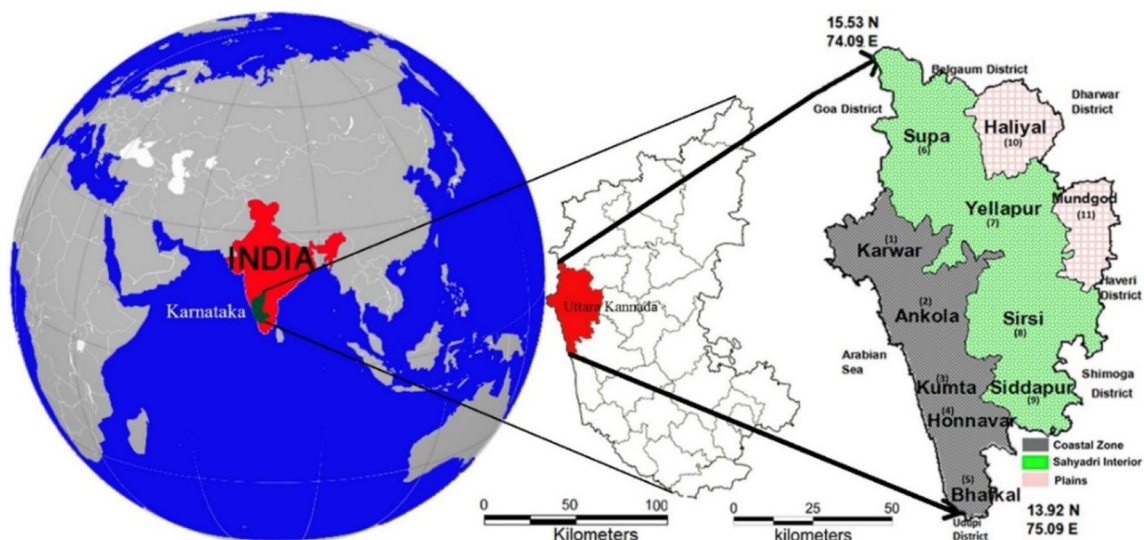 INDIA
Karnataka
Uttara Kannada
0 50 100
Kilometers
15.53 N
74.09 E
Belgaum District
Goa District
Dharwar
District
Supa
(6)
Haliyal
(10)
Yellapur
(7)
Mundgod
(11)
(1)
Karwar
Haveri
District
(2)
Ankola
Sirsi
(8)
Arabian
Sea
Shimoga
District
(3)
Kumta
Siddapur
(9)
(4)
Honnavar
Coastal Zone
Sahyadri Interior
Plains
(5)
Bhatkal
Udupi
District
13.92 N
75.09 E
0 25 50
kilometers